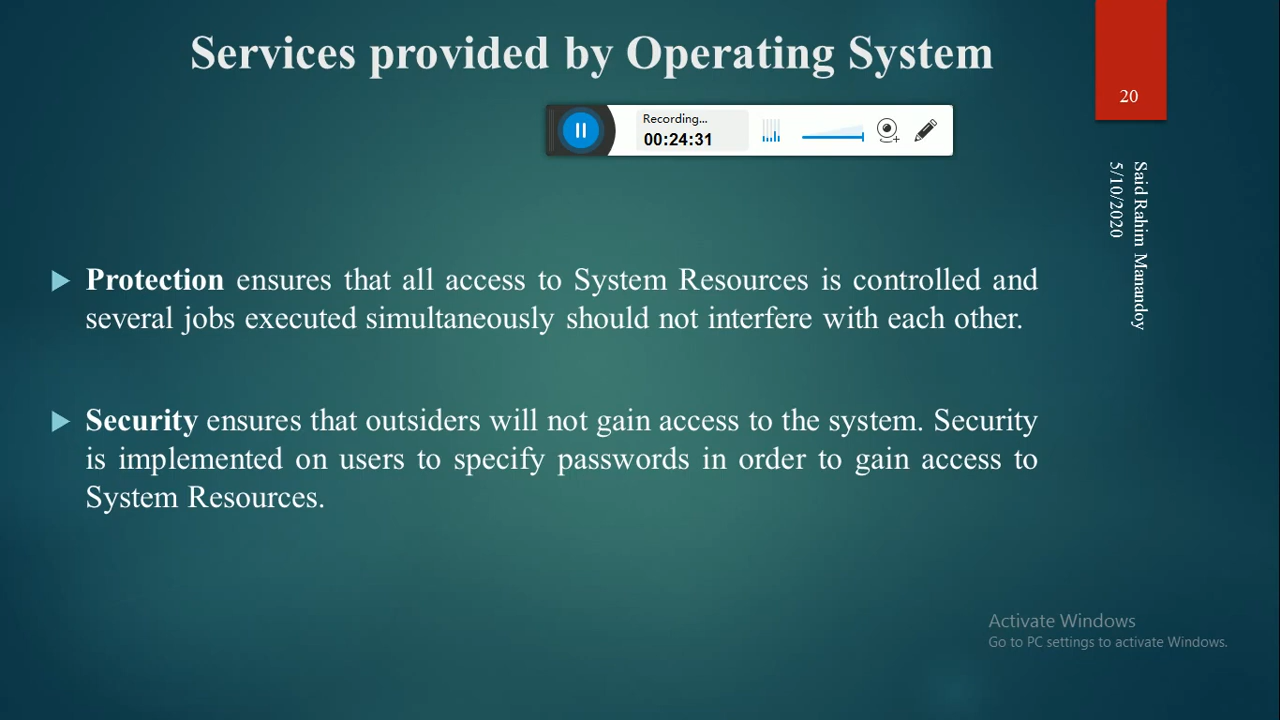 Services provided by Operating System
20
Recording...
00:24:31
Said Rahim Manandoy
5/10/2020
Protection ensures that all access to System Resources is controlled and
several jobs executed simultaneously should not interfere with each other.
Security ensures that outsiders will not gain access to the system. Security
is implemented on users to specify passwords in order to gain access to
System Resources.
Activate Windows
Go to PC settings to activate Windows.